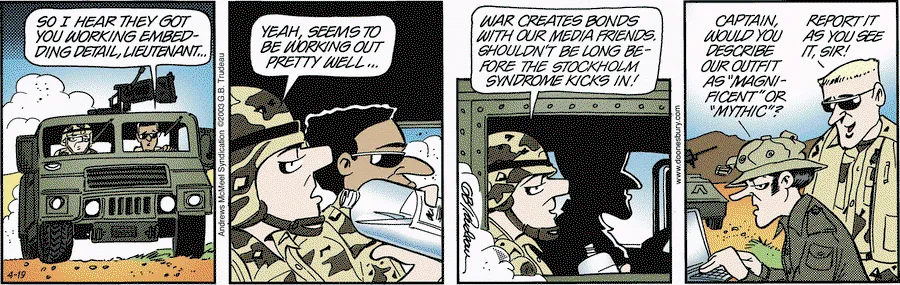 SO I HEAR THEY GOT
YOU WORKING EMBED-
DING DETAIL, LIEUTENANT...
4-19
Andrews McMeel Syndication ©2003 G.B. Trudeau
YEAH, SEEMS TO
BE WORKING OUT
PRETTY WELL...
WAR CREATES BONDS
WITH OUR MEDIA FRIENDS.
SHOULDN'T BE LONG BE-
FORE THE STOCKHOLM
SYNDROME KICKS IN!
GBTrudeau
www.doonesbury.com
CAPTAIN,
WOULD YOU
DESCRIBE
OUR OUTFIT
AS "MAGNI-
FICENT" OR
"MYTHIC"?
REPORT IT
AS YOU SEE
IT, SIR!